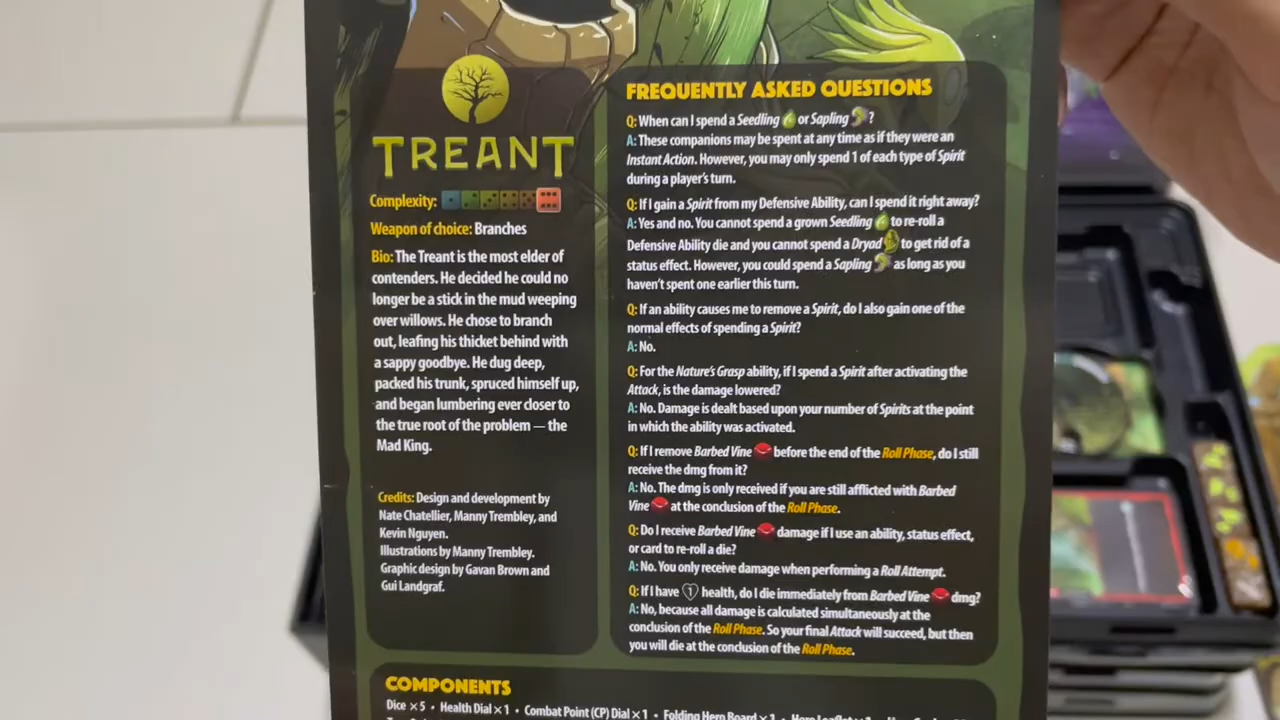 TREANT
Complexity:
Weapon of choice: Branches
Bio: The Treant is the most elder of
contenders. He decided he could no
longer be a stick in the mud weeping
over willows. He chose to branch
out, leafing his thicket behind with
a sappy goodbye. He dug deep,
packed his trunk, spruced himself up,
and began lumbering ever closer to
the true root of the problem — the
Mad King.
Credits: Design and development by
Nate Chatellier, Manny Trembley, and
Kevin Nguyen.
Illustrations by Manny Trembley.
Graphic design by Gavan Brown and
Gui Landgraf.
FREQUENTLY ASKED QUESTIONS
Q: When can I spend a Seedling or Sapling ?
A: These companions may be spent at any time as if they were an
Instant Action. However, you may only spend 1 of each type of Spirit
during a player's turn.
Q: If I gain a Spirit from my Defensive Ability, can I spend it right away?
A: Yes and no. You cannot spend a grown Seedling to re-roll a
Defensive Ability die and you cannot spend a Dryad to get rid of a
status effect. However, you could spend a Sapling as long as you
haven't spent one earlier this turn.
Q: If an ability causes me to remove a Spirit, do I also gain one of the
normal effects of spending a Spirit?
A: No.
Q: For the Nature's Grasp ability, if I spend a Spirit after activating the
Attack, is the damage lowered?
A: No. Damage is dealt based upon your number of Spirits at the point
in which the ability was activated.
Q: If I remove Barbed Vine before the end of the Roll Phase, do I still
receive the dmg from it?
A: No. The dmg is only received if you are still afflicted with Barbed
Vine at the conclusion of the Roll Phase.
Q: Do I receive Barbed Vine damage if I use an ability, status effect,
or card to re-roll a die?
A: No. You only receive damage when performing a Roll Attempt.
Q: If I have 1 health, do I die immediately from Barbed Vine dmg?
A: No, because all damage is calculated simultaneously at the
conclusion of the Roll Phase. So your final Attack will succeed, but then
you will die at the conclusion of the Roll Phase.
COMPONENTS
Dice × 5 • Health Dial × 1 • Combat Point (CP) Dial × 1 • Folding Hero Board × 1 • Hero Leaflet